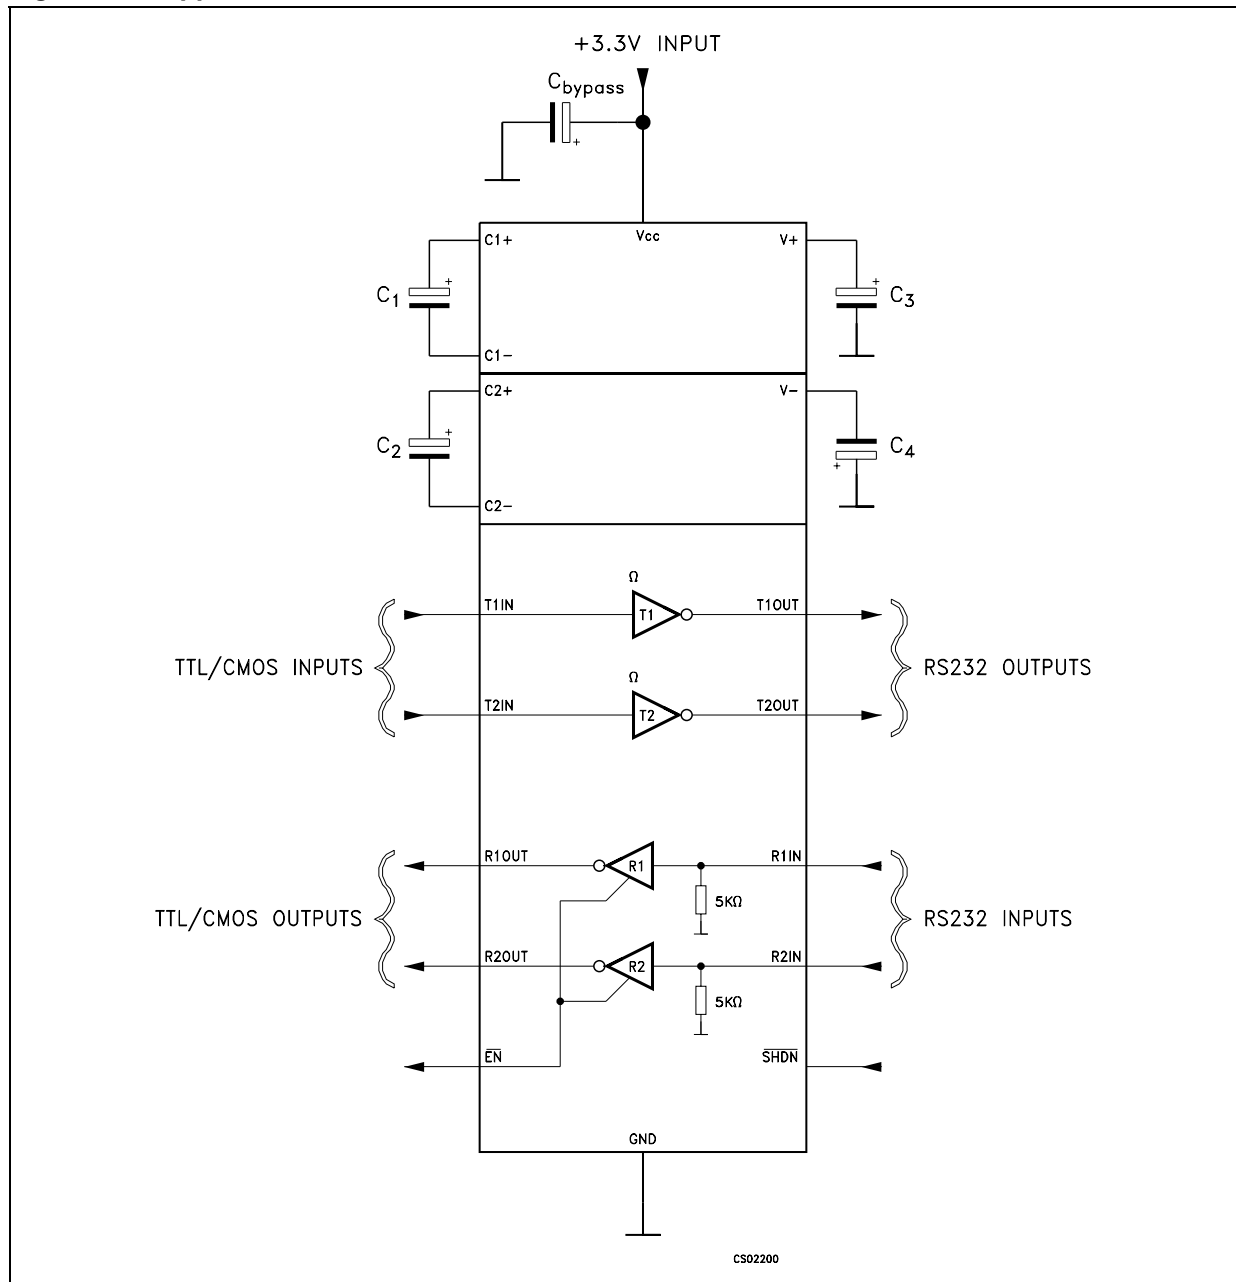 +3.3V INPUT
Cbypass
+
C1+
Vcc
V+
C1
+
+
C3
C1-
C2+
V-
C2
+
+
C4
C2-
Ω
T1IN
T1
T1OUT
TTL/CMOS INPUTS
RS232 OUTPUTS
Ω
T2IN
T2
T2OUT
R1OUT
R1
R1IN
5KΩ
TTL/CMOS OUTPUTS
RS232 INPUTS
R2OUT
R2
R2IN
5KΩ
EN
SHDN
GND
CS02200